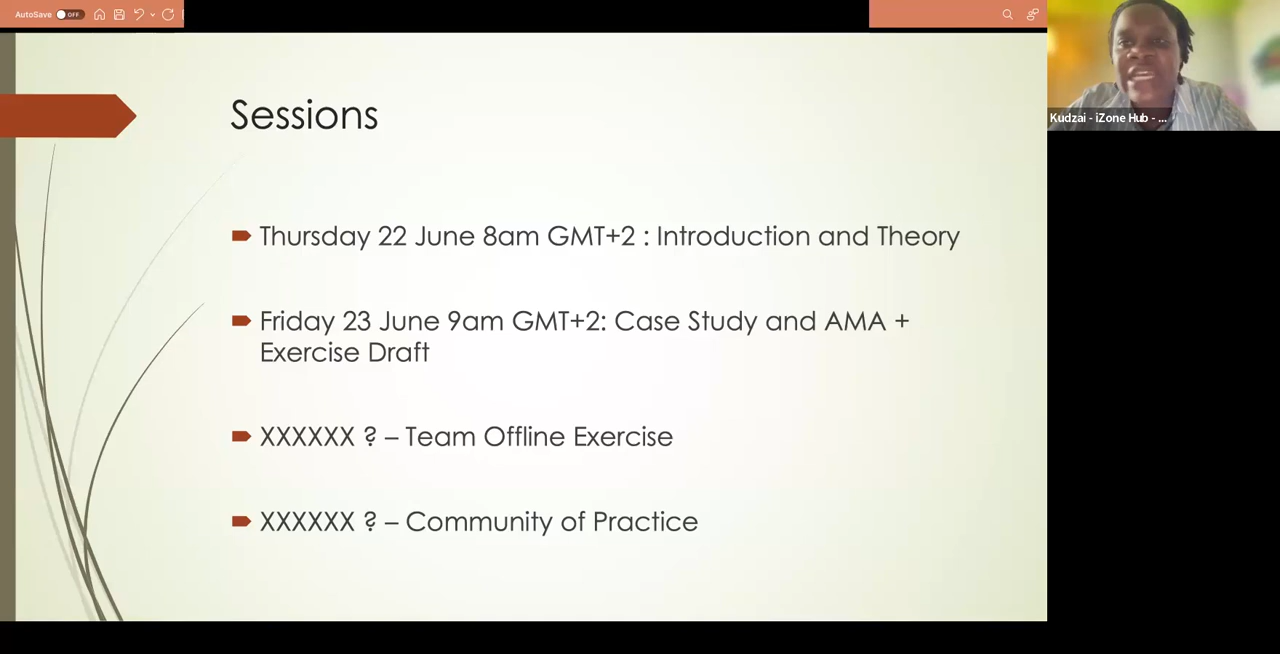 AutoSave OFF
Sessions
Thursday 22 June 8am GMT+2 : Introduction and Theory
Friday 23 June 9am GMT+2: Case Study and AMA +
Exercise Draft
XXXXXX ? – Team Offline Exercise
XXXXXX ? – Community of Practice
Kudzai - iZone Hub - ...